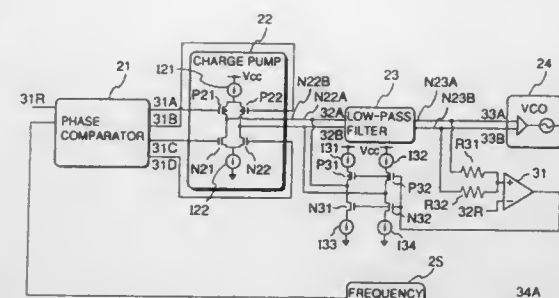 22
CHARGE PUMP
21
I21
Vcc
P21
P22
N22B
N22A
23
N23A
N23B
24
31R
PHASE
COMPARATOR
31A
31B
31C
31D
32A
32B
LOW-PASS
FILTER
33A
33B
VCO
N21
N22
I22
I31
Vcc
I32
P31
P32
N31
N32
I33
I34
R31
R32
32R
31
+
−
25
FREQUENCY
34A